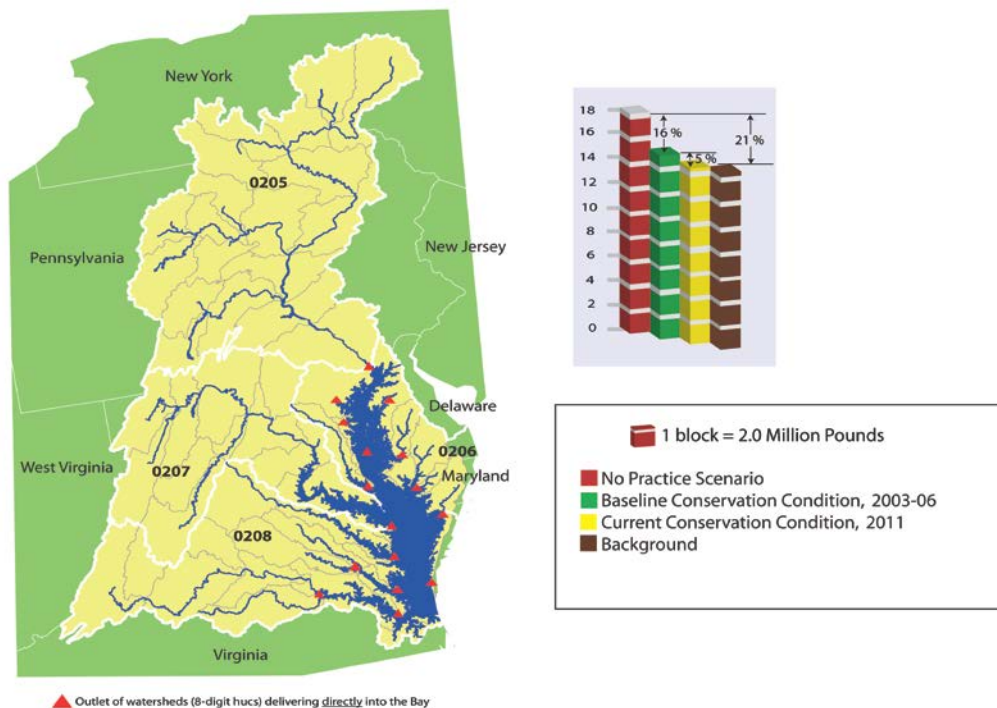 New York
0205
Pennsylvania
New Jersey
Delaware
0206
Maryland
West Virginia
0207
0208
Virginia
Outlet of watersheds (8-digit hucs) delivering directly into the Bay
18
16
14
12
10
8
6
4
2
0
16 %
5 %
21 %
1 block = 2.0 Million Pounds
No Practice Scenario
Baseline Conservation Condition, 2003-06
Current Conservation Condition, 2011
Background